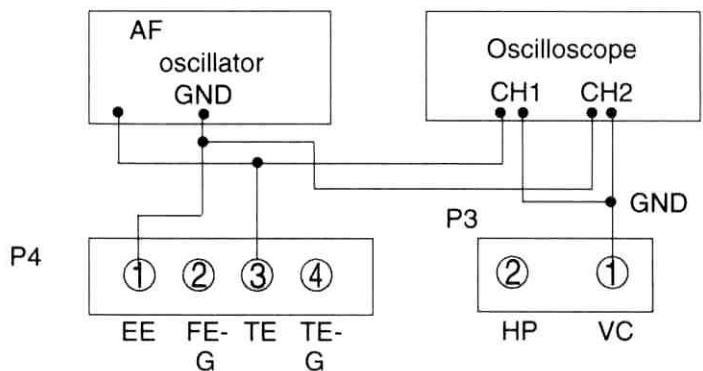 AF
oscillator
GND
Oscilloscope
CH1 CH2
GND
P3
P4
1 2 3 4
2 1
EE FE- TE TE-
G G
HP VC